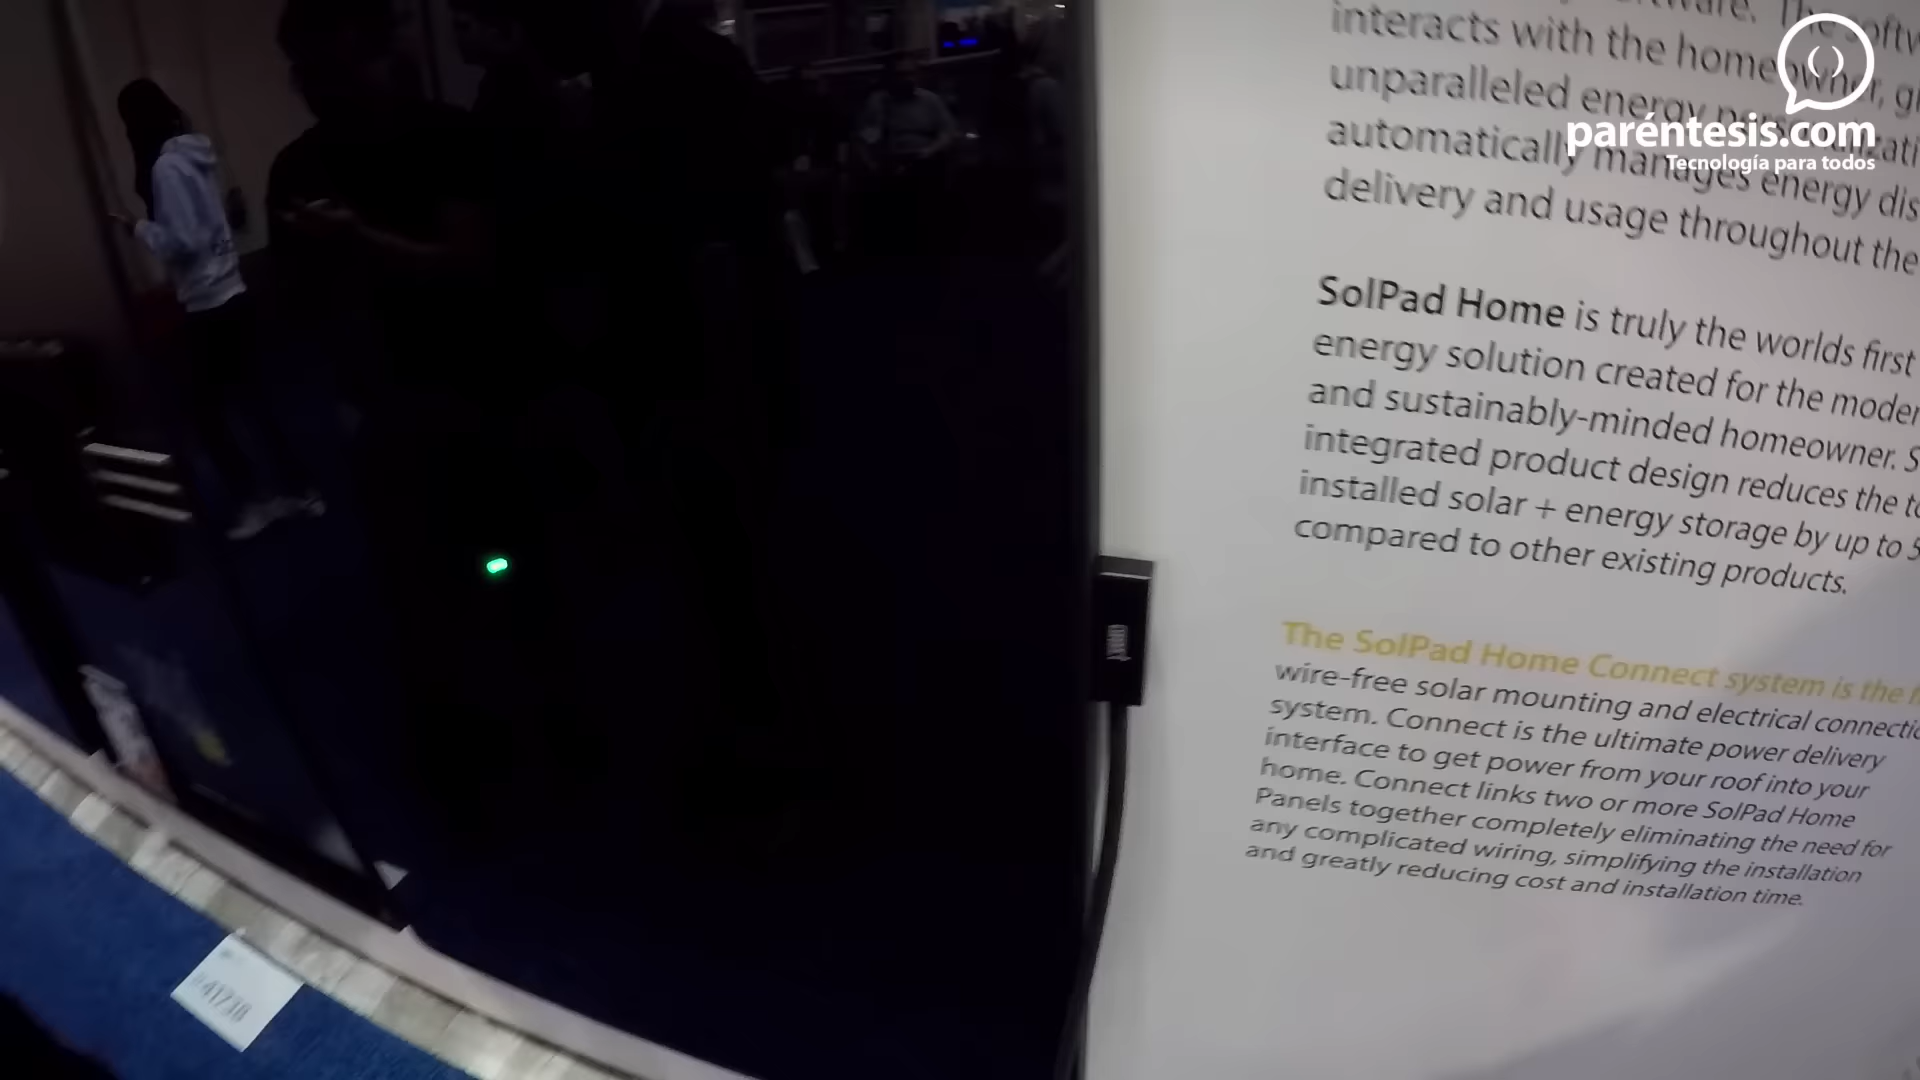 interacts with the homeowner,
unparalleled energy
automatically manages energy
delivery and usage throughout the
SolPad Home is truly the worlds first
energy solution created for the
and sustainably-minded homeowner.
integrated product design reduces the
installed solar + energy storage by up to
compared to other existing products.
The SolPad Home Connect system is the
wire-free solar mounting and electrical
system. Connect is the ultimate power delivery
interface to get power from your roof into your
home. Connect links two or more SolPad Home
Panels together completely eliminating the need for
any complicated wiring, simplifying the installation
and greatly reducing cost and installation time.
paréntesis.com
Tecnología para todos